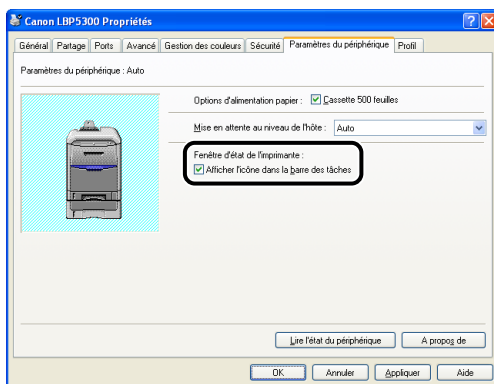 Canon LBP5300 Propriétés
Général Partage Ports Avancé Gestion des couleurs Sécurité Paramètres du périphérique Profil
Paramètres du périphérique : Auto
Options d'alimentation papier : Cassette 500 feuilles
Mise en attente au niveau de l'hôte : Auto
Fenêtre d'état de l'imprimante :
Afficher l'icône dans la barre des tâches
Lire l'état du périphérique A propos de
OK Annuler Appliquer Aide